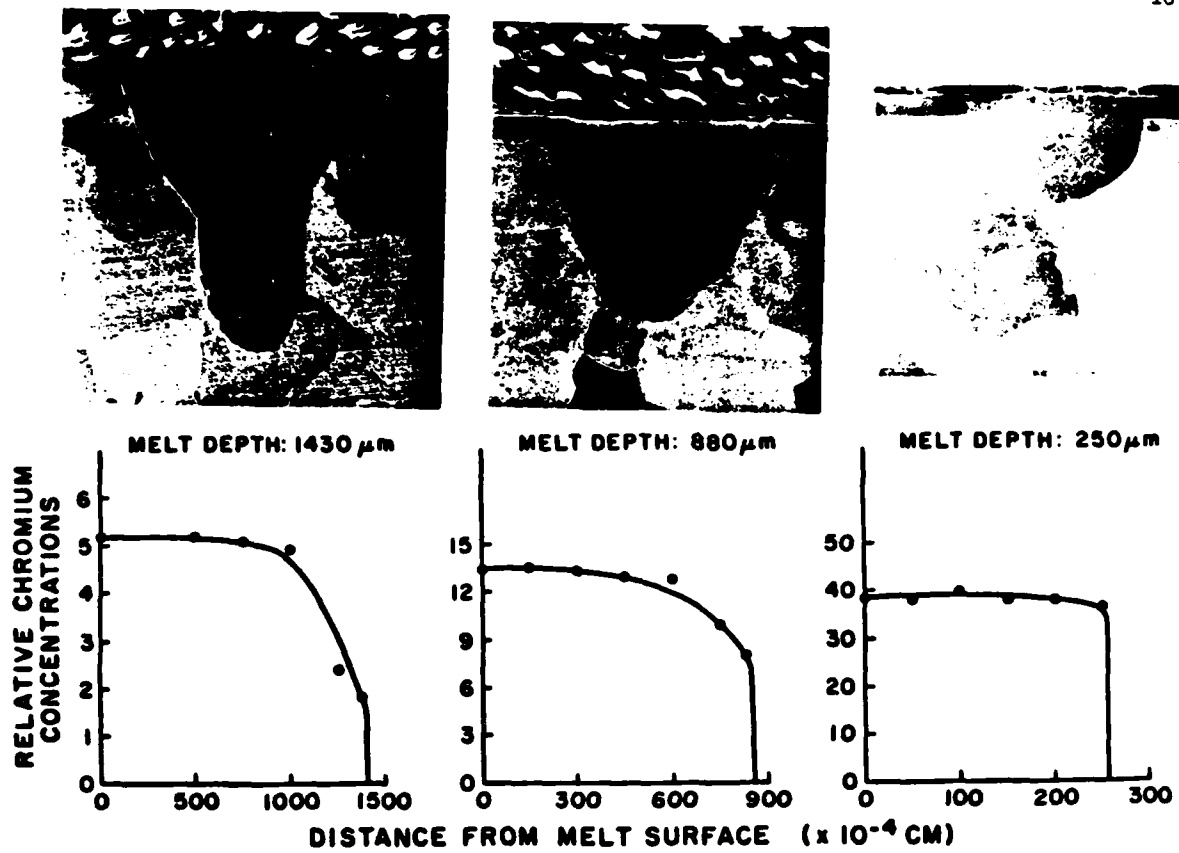 MELT DEPTH: 1430 μm
MELT DEPTH: 880 μm
MELT DEPTH: 250 μm
RELATIVE CHROMIUM
CONCENTRATIONS
6
5
4
3
2
1
0
0 500 1000 1500
15
12
9
6
3
0
0 300 600 900
50
40
30
20
10
0
0 100 200 300
DISTANCE FROM MELT SURFACE (x 10⁻⁴ CM)